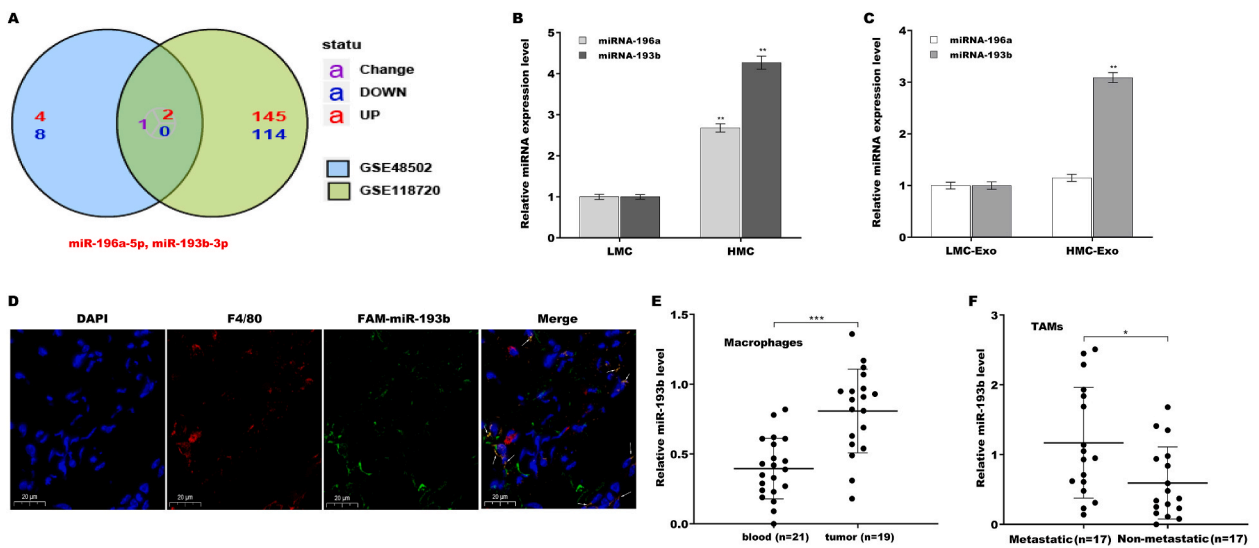 A
statu
a Change
a DOWN
a UP
4
8
1
2
0
145
114
GSE48502
GSE118720
miR-196a-5p, miR-193b-3p
B
Relative miRNA expression level
5
4
3
2
1
0
miRNA-196a
miRNA-193b
**
**
LMC
HMC
C
Relative miRNA expression level
4
3
2
1
0
miRNA-196a
miRNA-193b
**
LMC-Exo
HMC-Exo
D
DAPI
F4/80
FAM-miR-193b
Merge
20 μm
20 μm
20 μm
20 μm
E
Relative miR-193b level
1.5
1.0
0.5
0.0
Macrophages
***
blood (n=21)
tumor (n=19)
F
Relative miR-193b level
3
2
1
0
TAMs
*
Metastatic (n=17)
Non-metastatic (n=17)